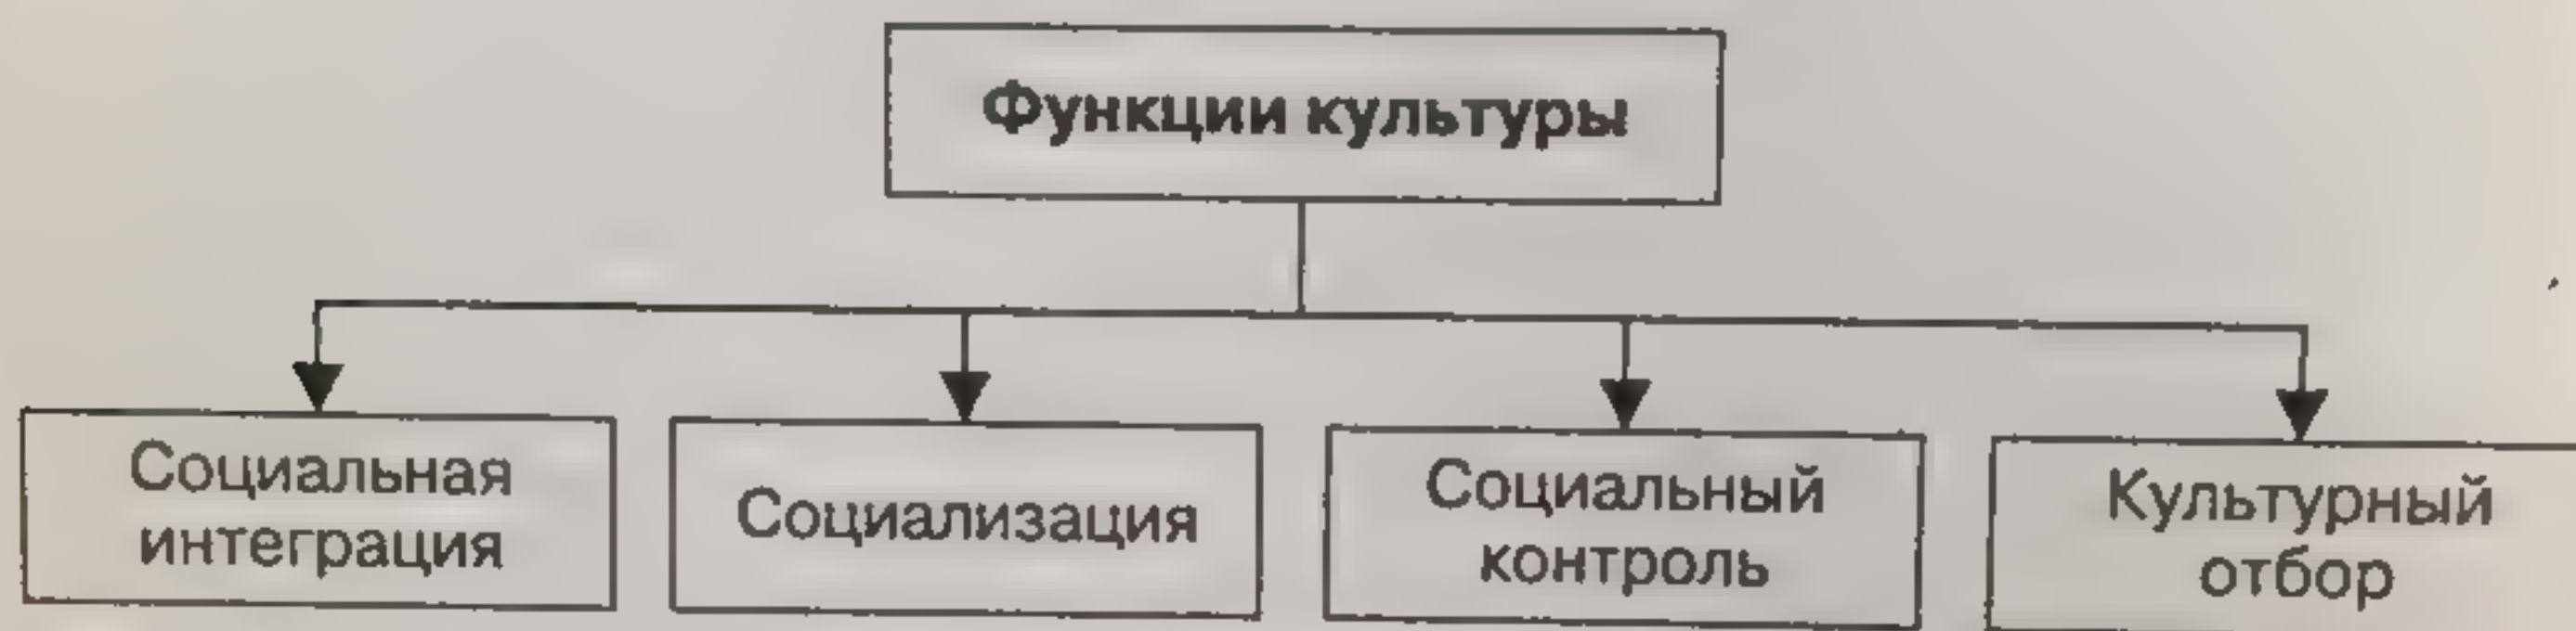 Функции культуры
Социальная
интеграция
Социализация
Социальный
контроль
Культурный
отбор